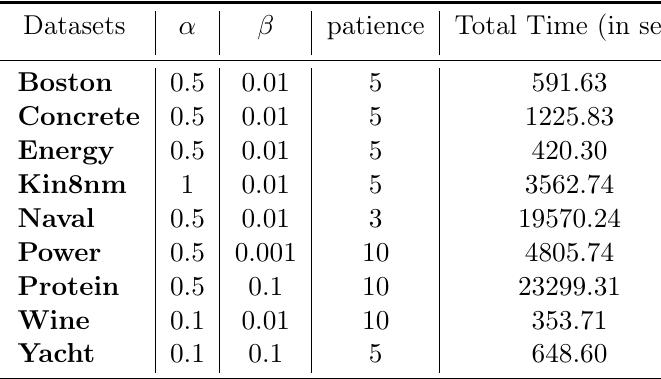 Datasets α β patience Total Time (in se
Boston 0.5 0.01 5 591.63
Concrete 0.5 0.01 5 1225.83
Energy 0.5 0.01 5 420.30
Kin8nm 1 0.01 5 3562.74
Naval 0.5 0.01 3 19570.24
Power 0.5 0.001 10 4805.74
Protein 0.5 0.1 10 23299.31
Wine 0.1 0.01 10 353.71
Yacht 0.1 0.1 5 648.60